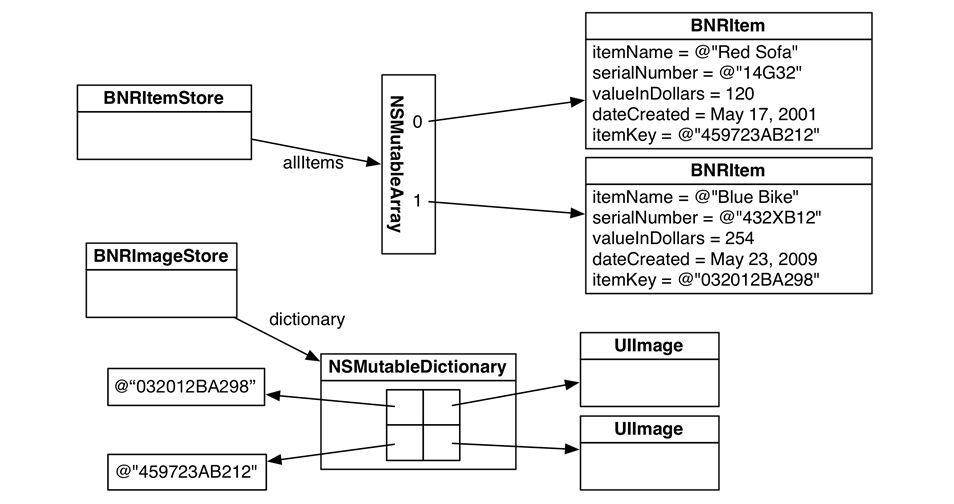 BNRItemStore
allItems
NSMutableArray
0
1
BNRItem
itemName = @"Red Sofa"
serialNumber = @"14G32"
valueInDollars = 120
dateCreated = May 17, 2001
itemKey = @"459723AB212"
BNRItem
itemName = @"Blue Bike"
serialNumber = @"432XB12"
valueInDollars = 254
dateCreated = May 23, 2009
itemKey = @"032012BA298"
BNRImageStore
dictionary
NSMutableDictionary
@“032012BA298”
@"459723AB212"
UIImage
UIImage